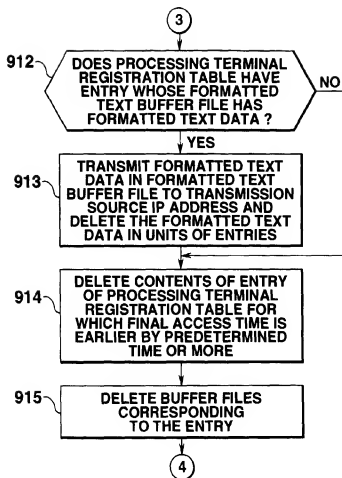 3
912
DOES PROCESSING TERMINAL
REGISTRATION TABLE HAVE
ENTRY WHOSE FORMATTED
TEXT BUFFER FILE HAS
FORMATTED TEXT DATA ?
NO
YES
913
TRANSMIT FORMATTED TEXT
DATA IN FORMATTED TEXT
BUFFER FILE TO TRANSMISSION
SOURCE IP ADDRESS AND
DELETE THE FORMATTED TEXT
DATA IN UNITS OF ENTRIES
914
DELETE CONTENTS OF ENTRY
OF PROCESSING TERMINAL
REGISTRATION TABLE FOR
WHICH FINAL ACCESS TIME IS
EARLIER BY PREDETERMINED
TIME OR MORE
915
DELETE BUFFER FILES
CORRESPONDING
TO THE ENTRY
4